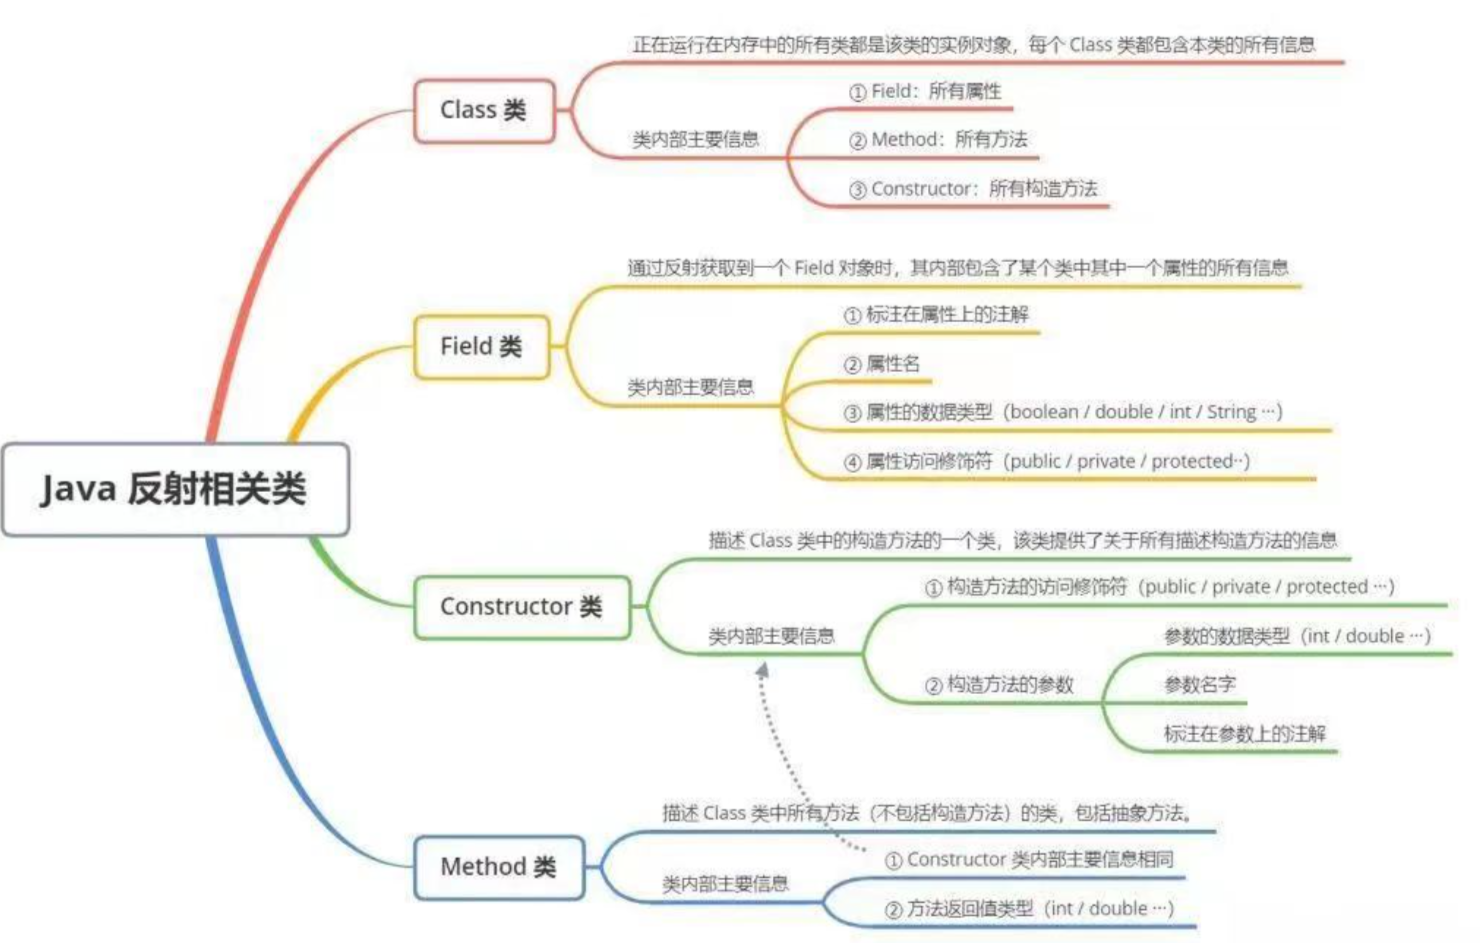 Java 反射相关类
Class 类
正在运行在内存中的所有类都是该类的实例对象，每个 Class 类都包含本类的所有信息
类内部主要信息
① Field：所有属性
② Method：所有方法
③ Constructor：所有构造方法
Field 类
通过反射获取到一个 Field 对象时，其内部包含了某个类中其中一个属性的所有信息
类内部主要信息
① 标注在属性上的注解
② 属性名
③ 属性的数据类型（boolean / double / int / String ···）
④ 属性访问修饰符（public / private / protected··）
Constructor 类
描述 Class 类中的构造方法的一个类，该类提供了关于所有描述构造方法的信息
类内部主要信息
① 构造方法的访问修饰符（public / private / protected ···）
② 构造方法的参数
参数的数据类型（int / double ···）
参数名字
标注在参数上的注解
Method 类
描述 Class 类中所有方法（不包括构造方法）的类，包括抽象方法。
类内部主要信息
① Constructor 类内部主要信息相同
② 方法返回值类型（int / double ···）